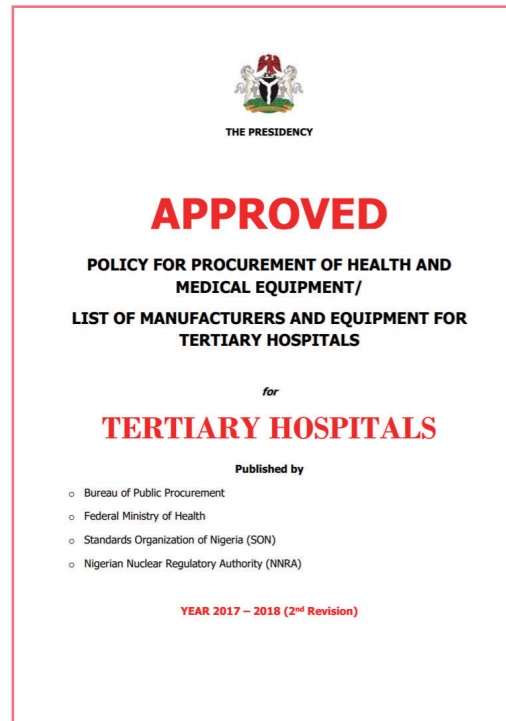 THE PRESIDENCY
APPROVED
POLICY FOR PROCUREMENT OF HEALTH AND
MEDICAL EQUIPMENT/
LIST OF MANUFACTURERS AND EQUIPMENT FOR
TERTIARY HOSPITALS
for
TERTIARY HOSPITALS
Published by
o Bureau of Public Procurement
o Federal Ministry of Health
o Standards Organization of Nigeria (SON)
o Nigerian Nuclear Regulatory Authority (NNRA)
YEAR 2017 – 2018 (2nd Revision)